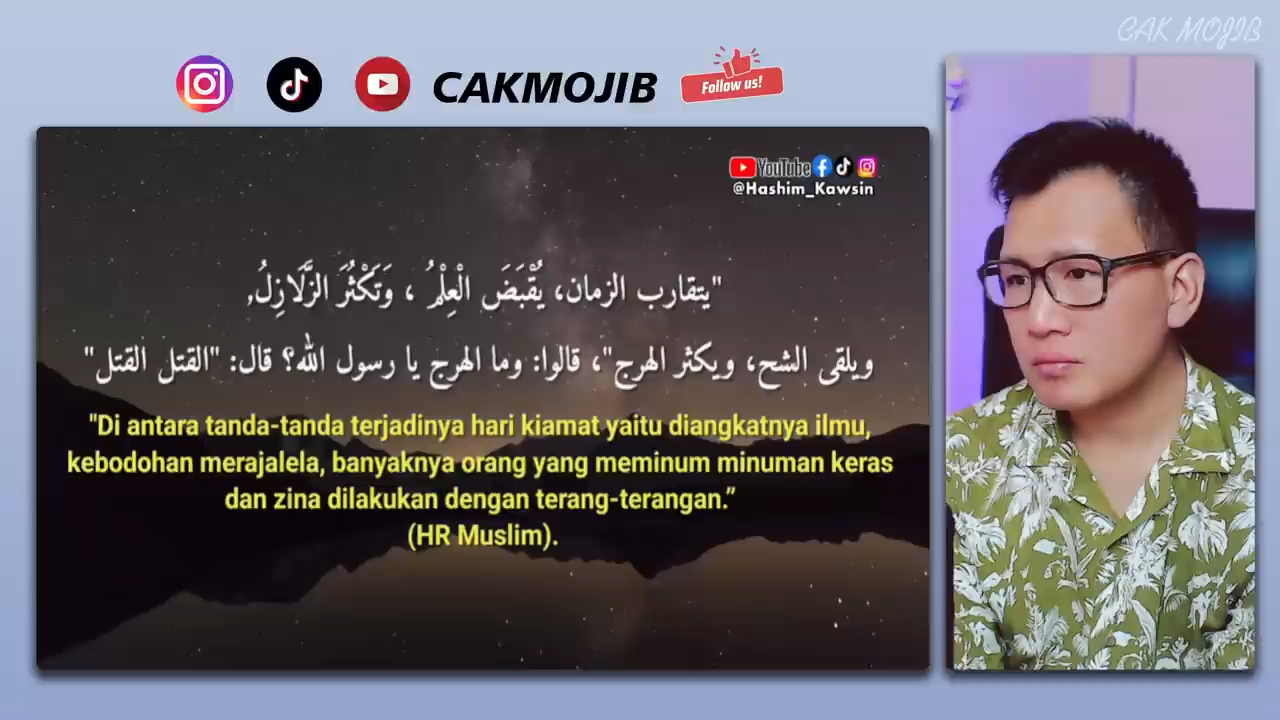 CAK MOJIB
CAKMOJIB
Follow us!
YouTube
@Hashim_Kawsin
"يتقارب الزمان، يُقْبَضَ الْعِلْمُ ، وَتَكْثُرَ الزَّلَازِلُ,
ويلقى الشح، ويكثر الهرج"، قالوا: وما الهرج يا رسول الله؟ قال: "القتل القتل"
"Di antara tanda-tanda terjadinya hari kiamat yaitu diangkatnya ilmu,
kebodohan merajalela, banyaknya orang yang meminum minuman keras
dan zina dilakukan dengan terang-terangan.”
(HR Muslim).